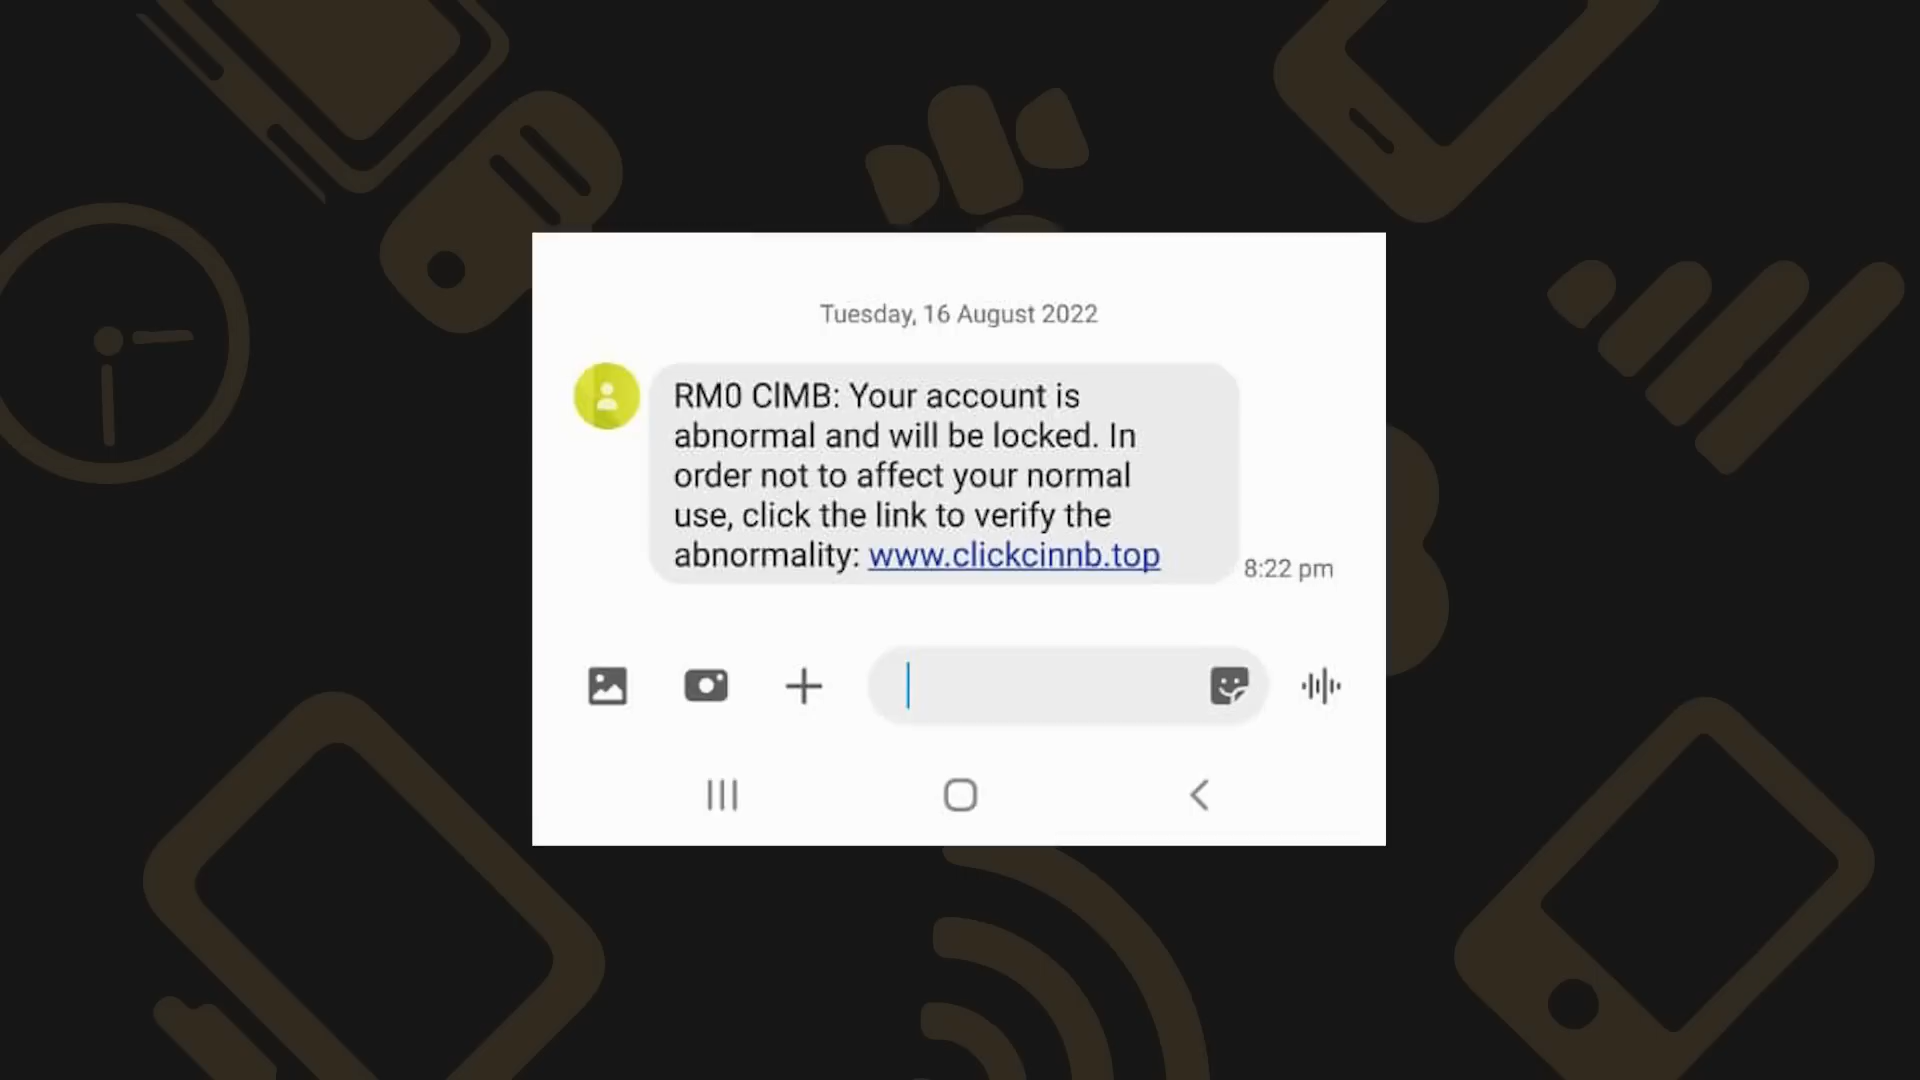 Tuesday, 16 August 2022
RM0 ClMB: Your account is
abnormal and will be locked. In
order not to affect your normal
use, click the link to verify the
abnormality: www.clickcinnb.top
8:22 pm